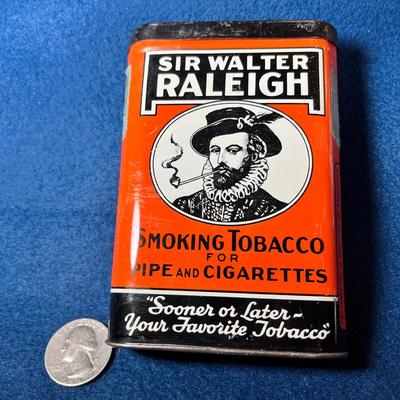 SIR WALTER
RALEIGH
SMOKING TOBACCO
FOR
PIPE AND CIGARETTES
"Sooner or Later~
Your Favorite Tobacco"